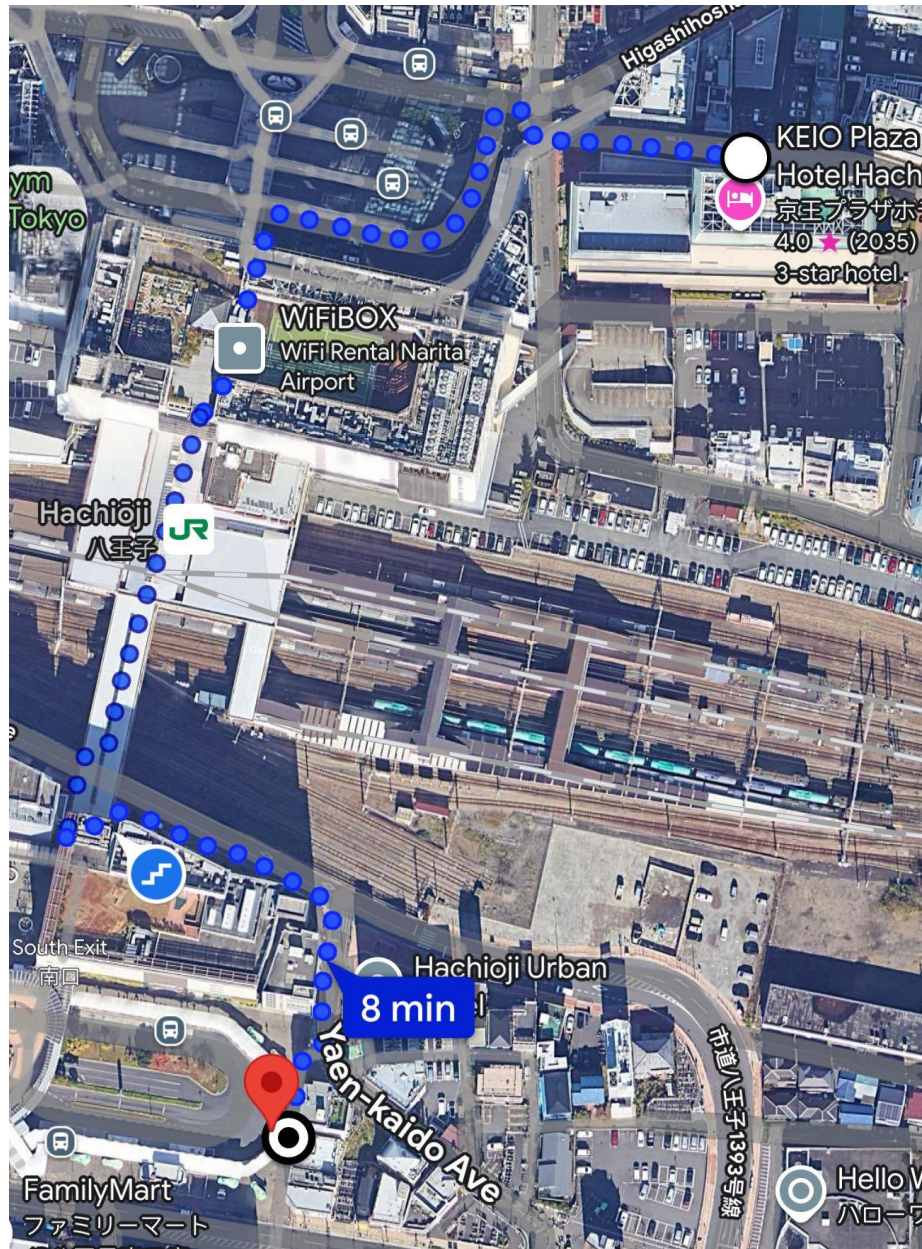 Higashihosh
KEIO Plaza
Hotel Hach
京王プラザホ
4.0 ★ (2035)
3-star hotel
ym
Tokyo
WiFiBOX
WiFi Rental Narita
Airport
Hachiōji
八王子
JR
e
South Exit
南口
Hachioji Urban
el
8 min
Yaen-kaido Ave
市道八王子1393号線
FamilyMart
ファミリーマート
Hello W
ハローワ